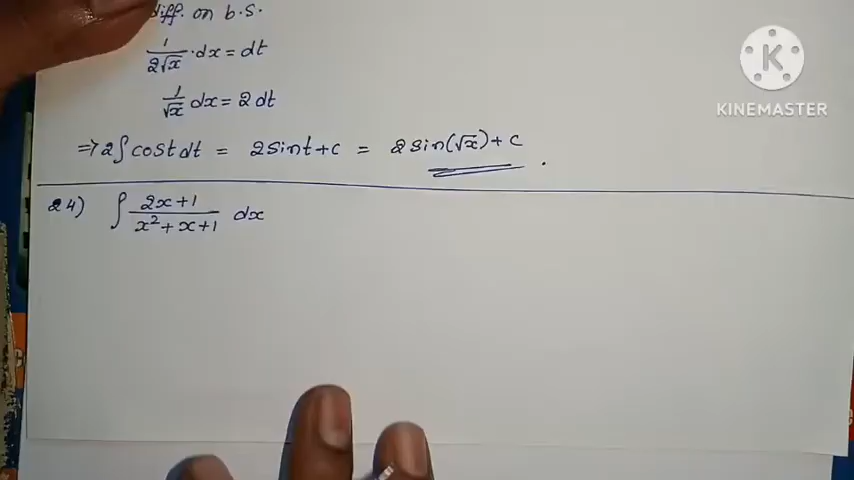 diff. on b.s.
1/(2√x) . dx = dt
1/√x dx = 2 dt
⇒ 2∫cost dt = 2sint + c = 2sin(√x) + c .
24) ∫ (2x+1)/(x²+x+1) dx
K
KINEMASTER